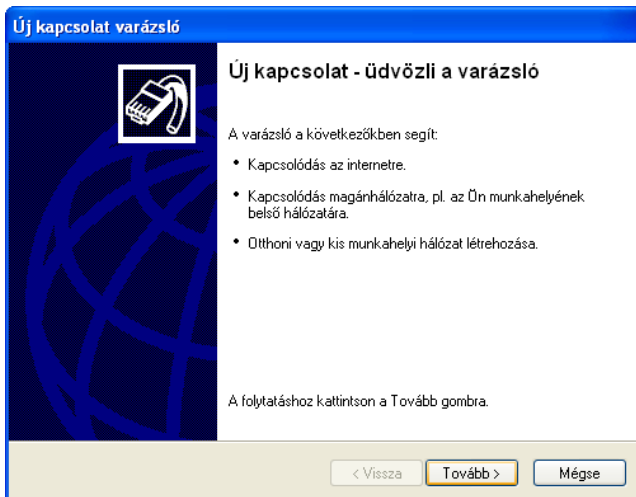 Új kapcsolat varázsló
Új kapcsolat - üdvözli a varázsló
A varázsló a következőkben segít:
• Kapcsolódás az internetre.
• Kapcsolódás magánhálózatra, pl. az Ön munkahelyének
belső hálózatára.
• Otthoni vagy kis munkahelyi hálózat létrehozása.
A folytatáshoz kattintson a Tovább gombra.
< Vissza Tovább > Mégse